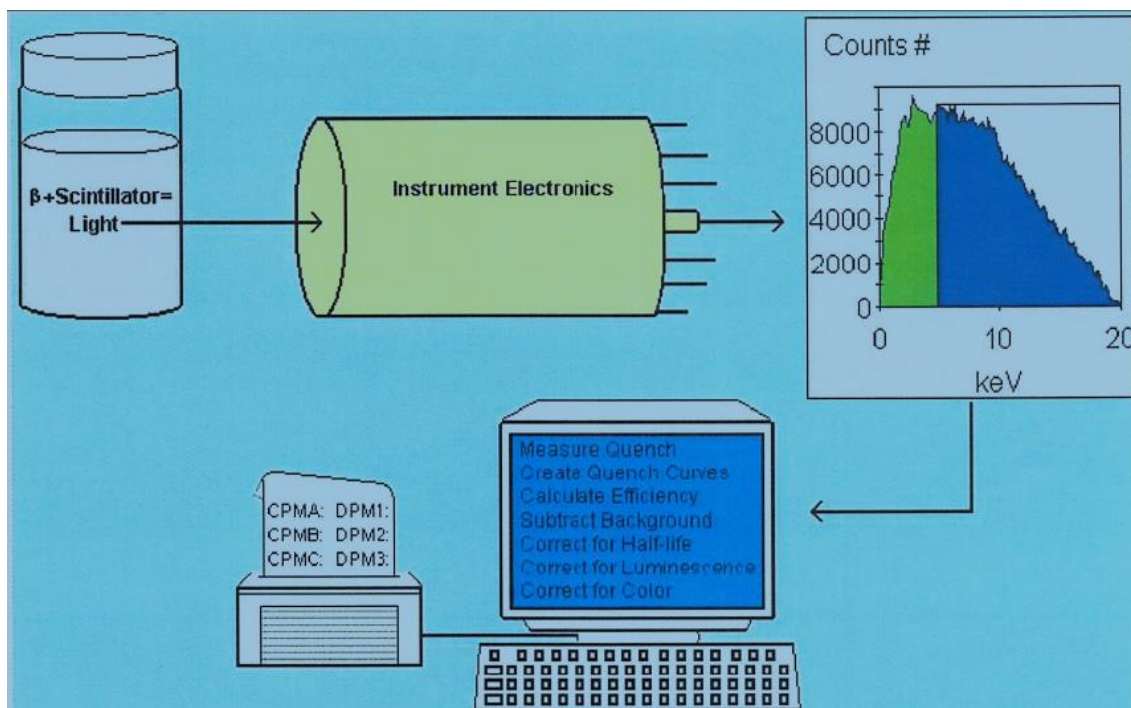 β+Scintillator=
Light
Instrument Electronics
Counts #
8000
6000
4000
2000
0
0
10
20
keV
Measure Quench
Create Quench Curves
Calculate Efficiency
Subtract Background
Correct for Half-life
Correct for Luminescence
Correct for Color
CPMA: DPM1:
CPMB: DPM2:
CPMC: DPM3: